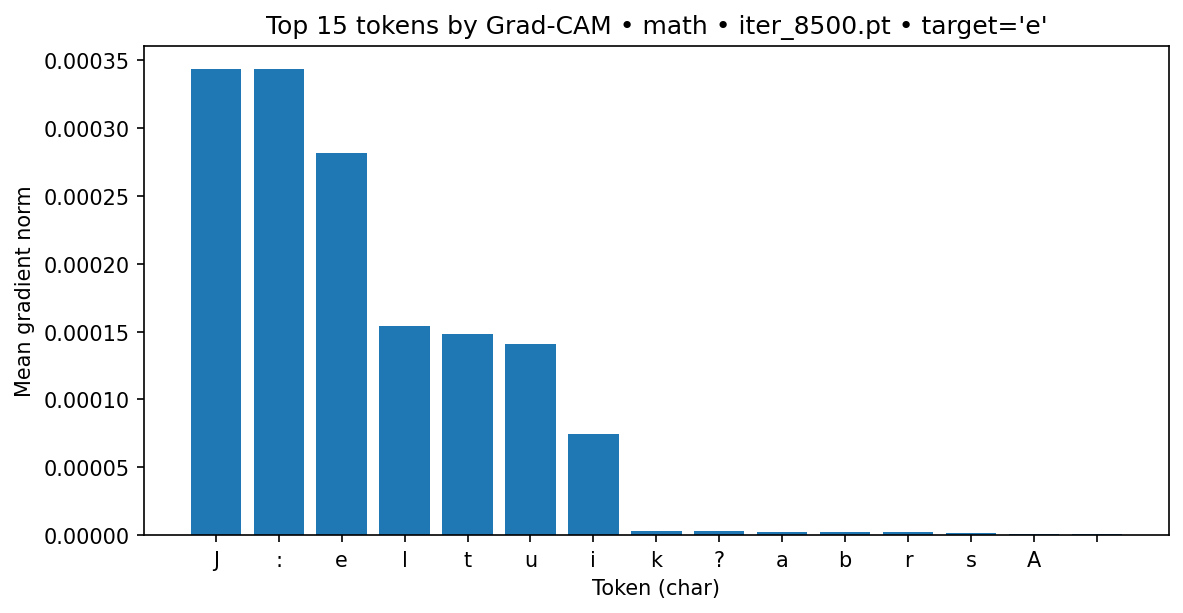 Top 15 tokens by Grad-CAM • math • iter_8500.pt • target='e'
Mean gradient norm
0.00035
0.00030
0.00025
0.00020
0.00015
0.00010
0.00005
0.00000
J : e l t u i k ? a b r s A
Token (char)